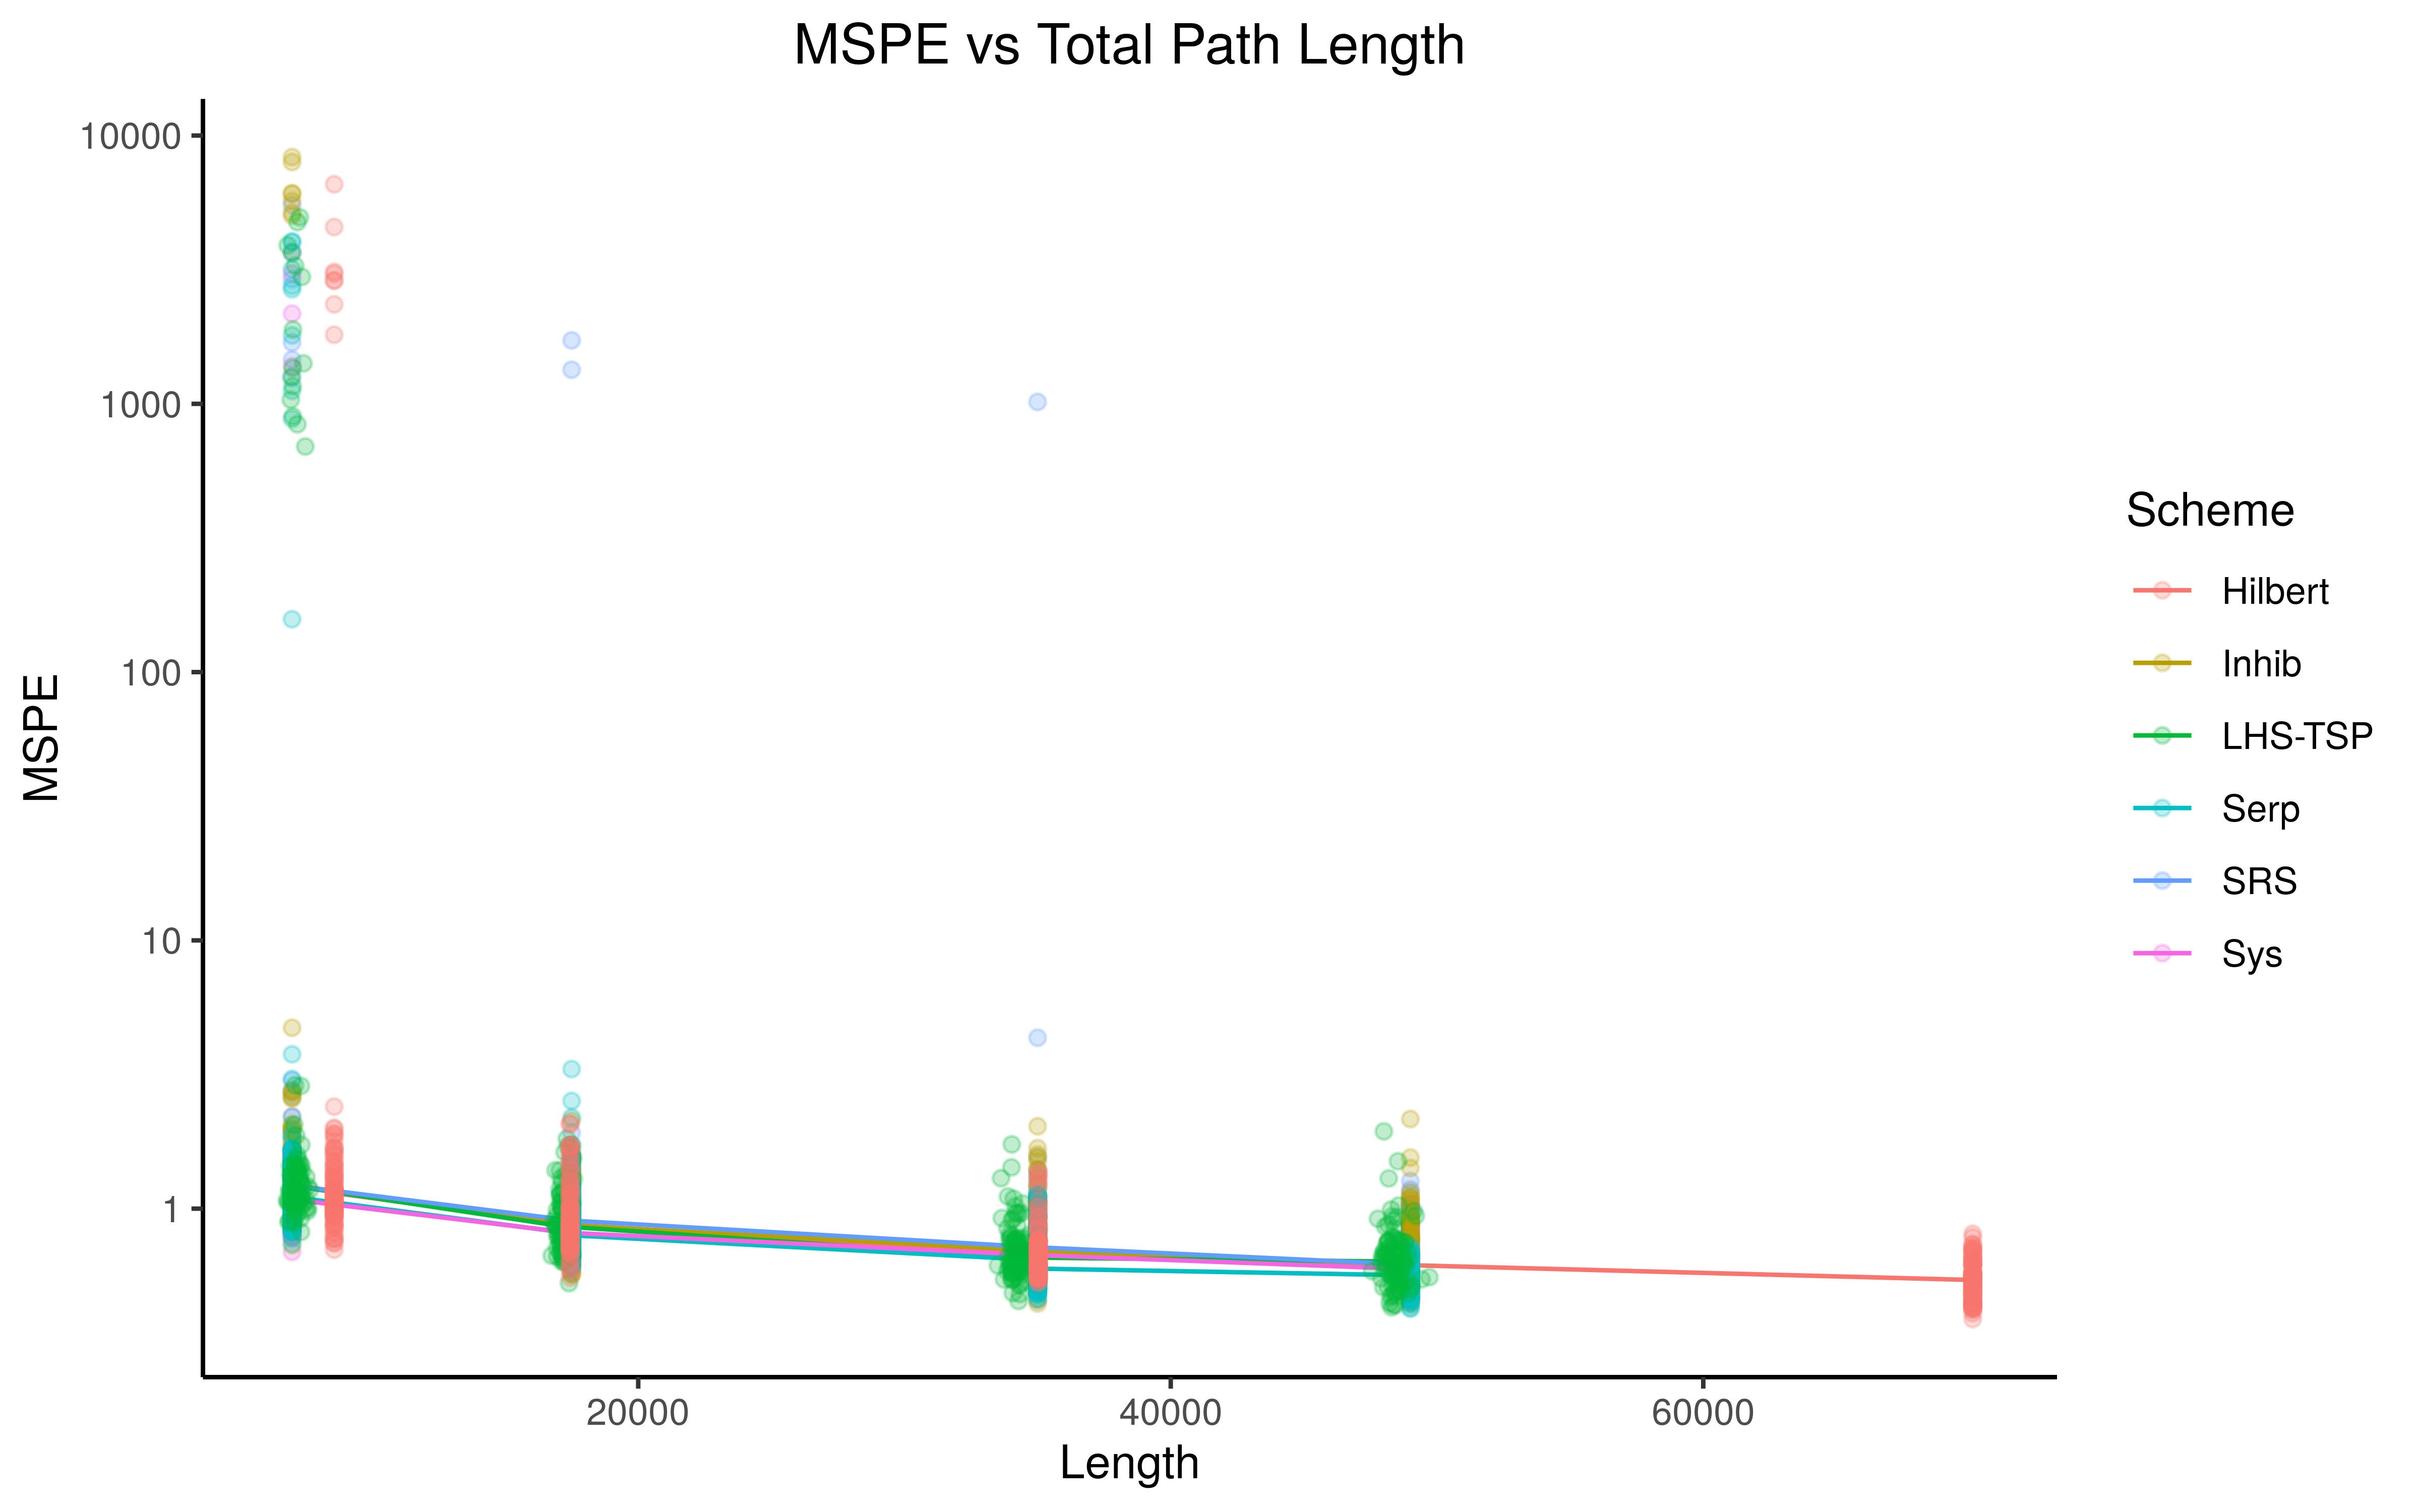 MSPE vs Total Path Length
MSPE
10000
1000
100
10
1
20000
40000
60000
Length
Scheme
Hilbert
Inhib
LHS-TSP
Serp
SRS
Sys